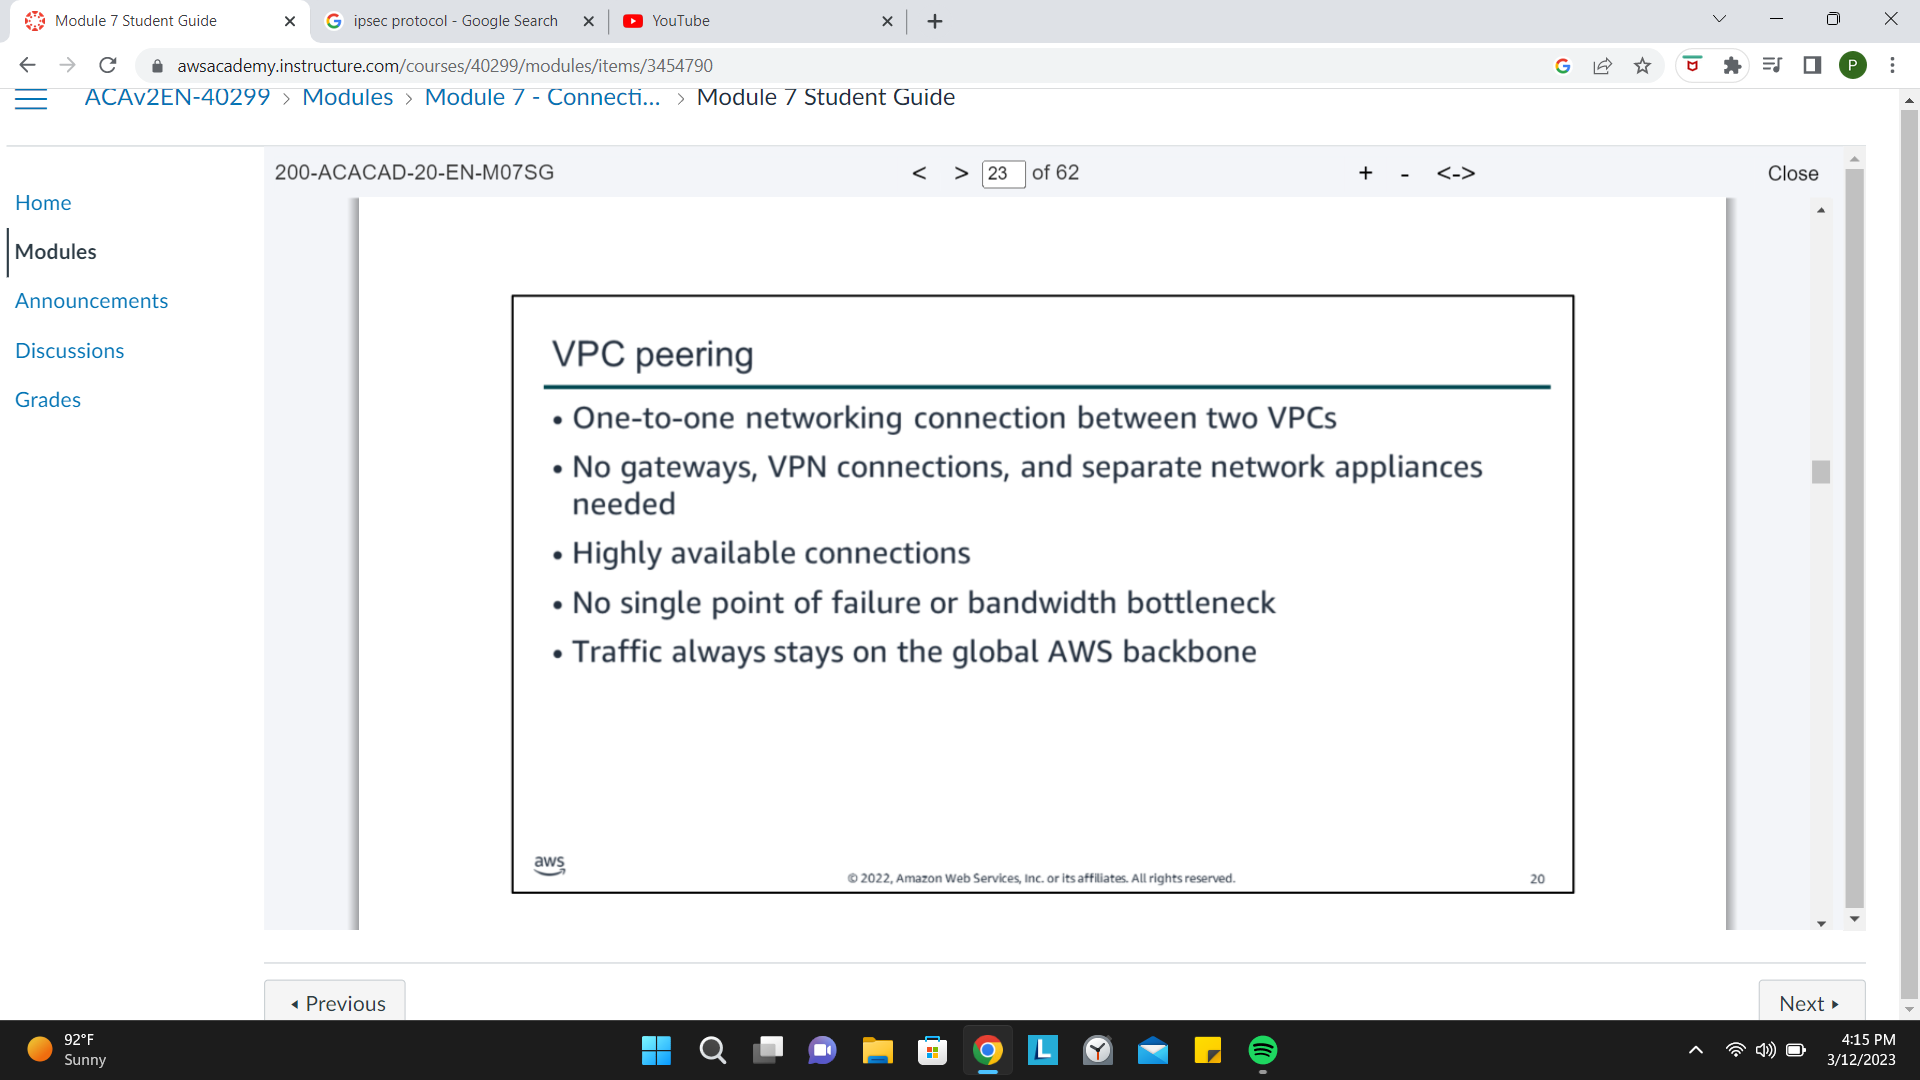 Module 7 Student Guide
ipsec protocol - Google Search
YouTube
awsacademy.instructure.com/courses/40299/modules/items/3454790
P
ACAv2EN-40299 > Modules > Module 7 - Connecti... > Module 7 Student Guide
200-ACACAD-20-EN-M07SG
< > 23 of 62
+ - <->
Close
Home
Modules
Announcements
Discussions
Grades
VPC peering
• One-to-one networking connection between two VPCs
• No gateways, VPN connections, and separate network appliances
needed
• Highly available connections
• No single point of failure or bandwidth bottleneck
• Traffic always stays on the global AWS backbone
aws
© 2022, Amazon Web Services, Inc. or its affiliates. All rights reserved.
20
Previous
Next
92°F
Sunny
L
4:15 PM
3/12/2023